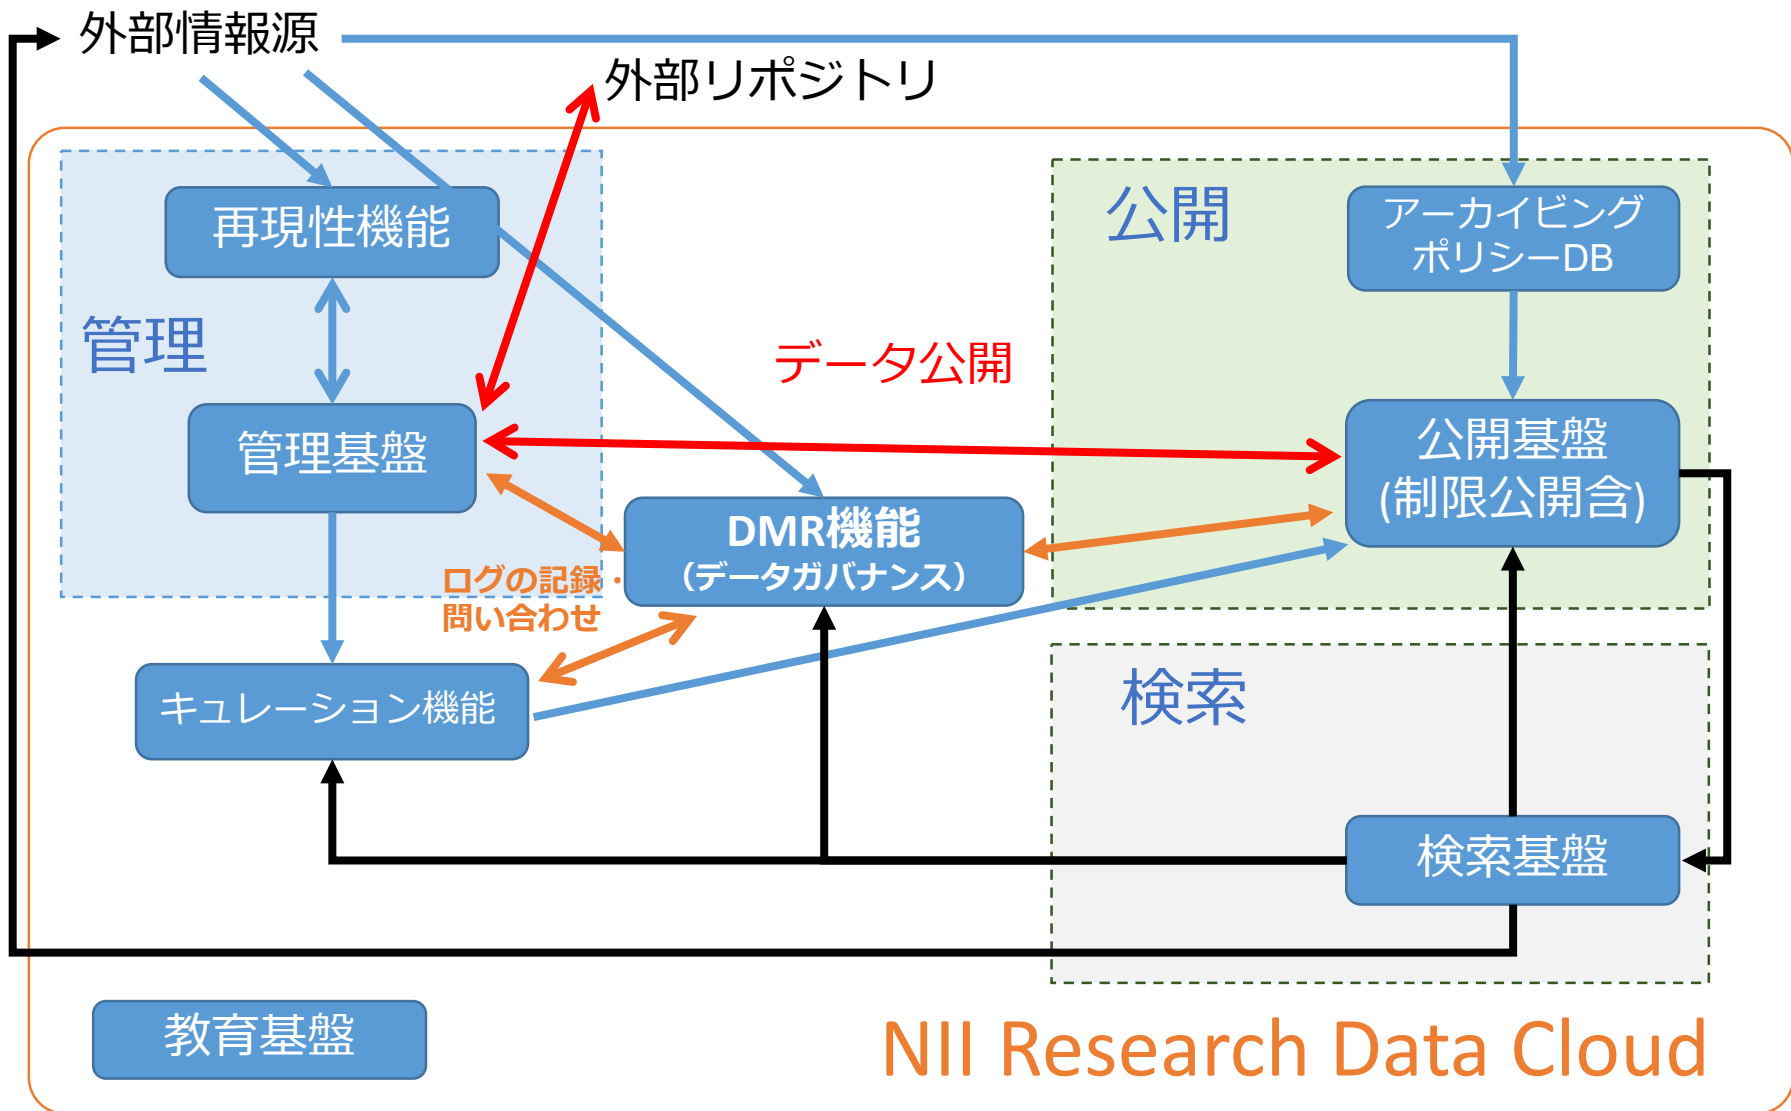 外部情報源
外部リポジトリ
再現性機能
公開
アーカイビング
ポリシーDB
管理
データ公開
管理基盤
公開基盤
(制限公開含)
DMR機能
（データガバナンス）
ログの記録・
問い合わせ
キュレーション機能
検索
検索基盤
教育基盤
NII Research Data Cloud